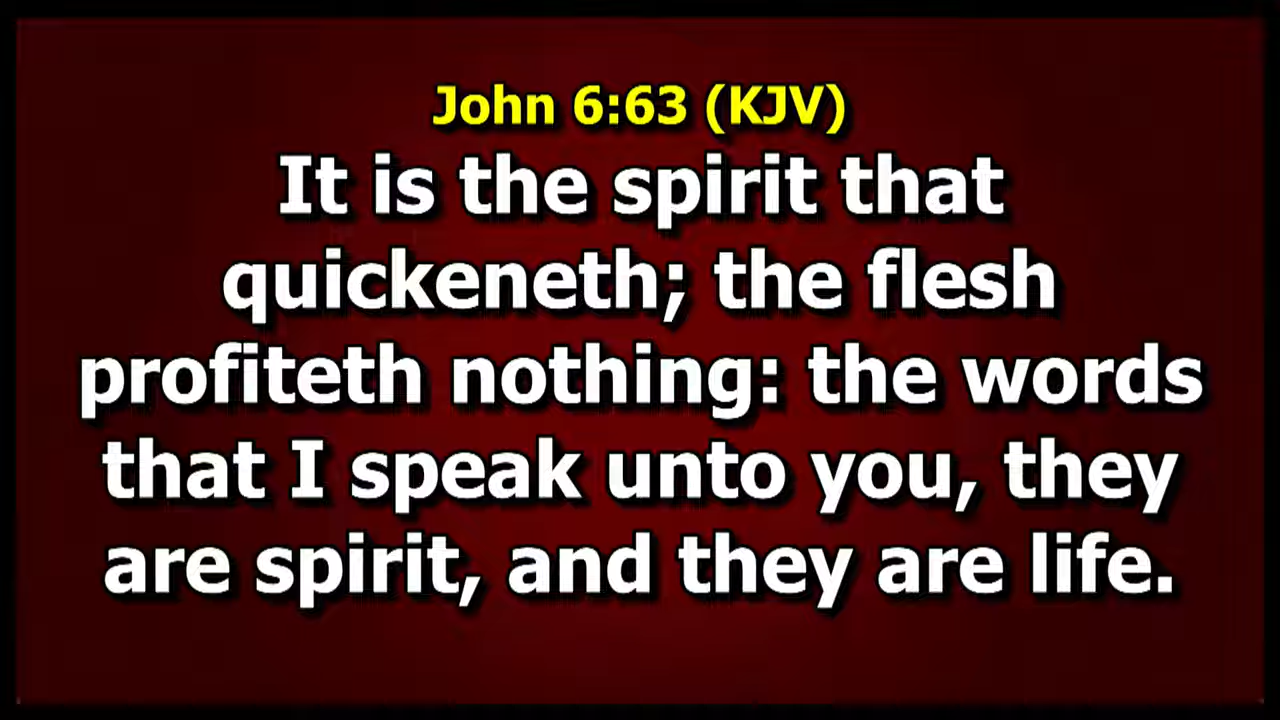 John 6:63 (KJV)
It is the spirit that
quickeneth; the flesh
profiteth nothing: the words
that I speak unto you, they
are spirit, and they are life.